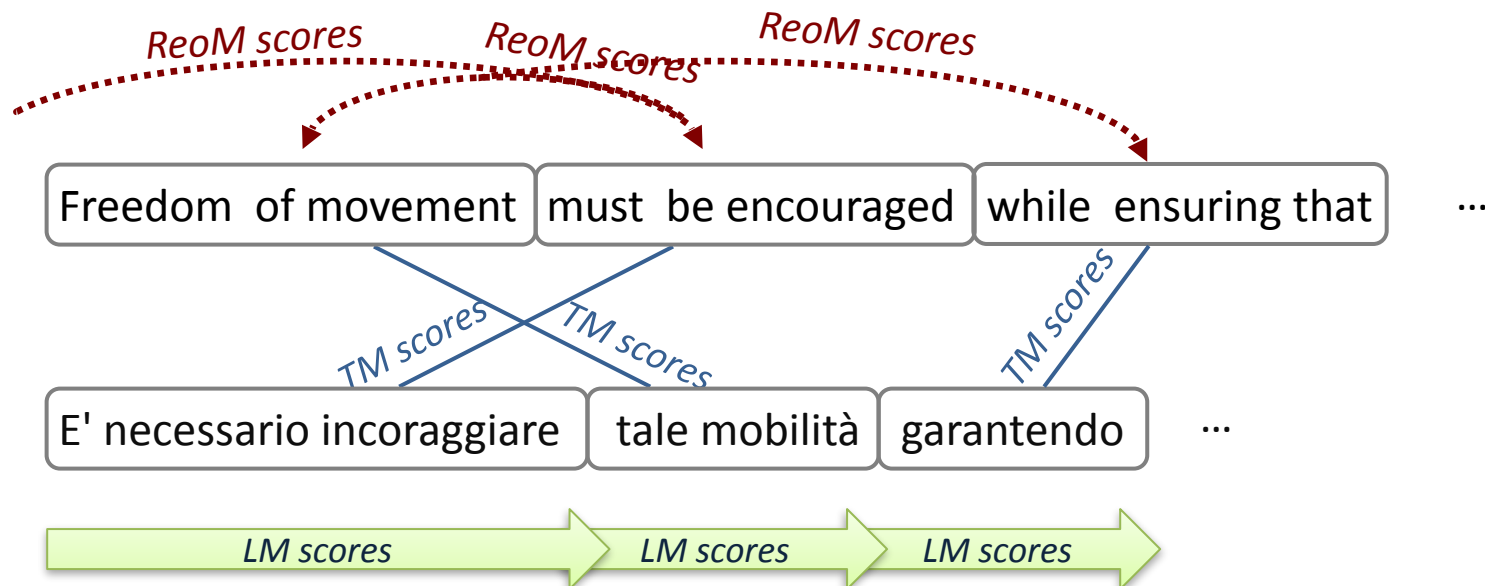 ReoM scores ReoM scores ReoM scores
Freedom of movement must be encouraged while ensuring that ...
TM scores TM scores TM scores
E' necessario incoraggiare tale mobilità garantendo ...
LM scores LM scores LM scores